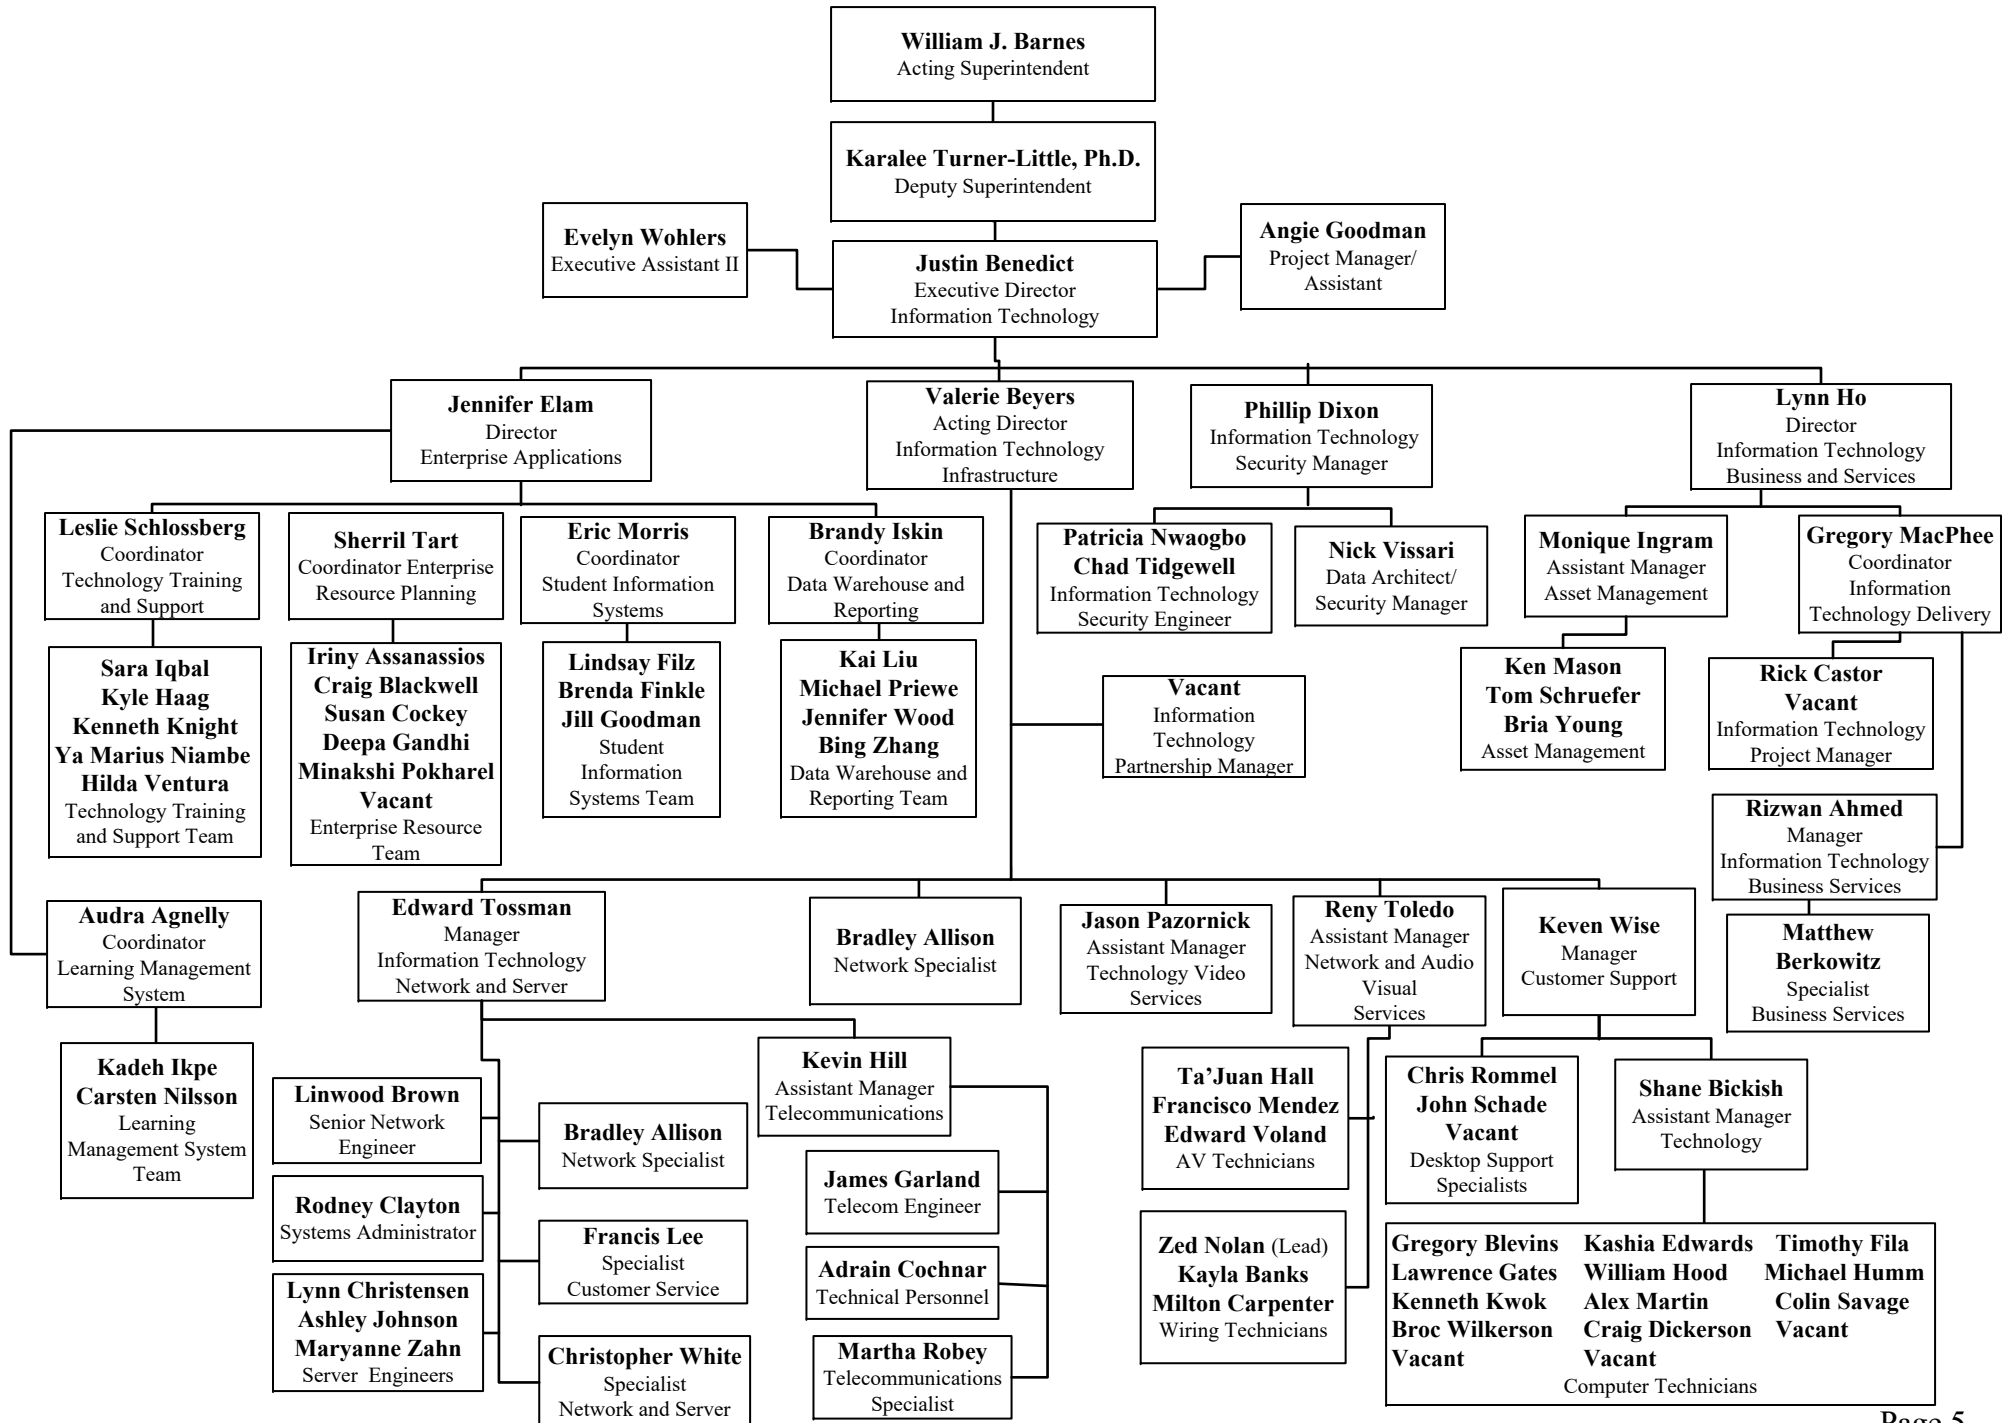 William J. Barnes
Acting Superintendent
Karalee Turner-Little, Ph.D.
Deputy Superintendent
Evelyn Wohlers
Executive Assistant II
Justin Benedict
Executive Director
Information Technology
Angie Goodman
Project Manager/
Assistant
Jennifer Elam
Director
Enterprise Applications
Valerie Beyers
Acting Director
Information Technology
Infrastructure
Phillip Dixon
Information Technology
Security Manager
Lynn Ho
Director
Information Technology
Business and Services
Leslie Schlossberg
Coordinator
Technology Training
and Support
Sherril Tart
Coordinator Enterprise
Resource Planning
Eric Morris
Coordinator
Student Information
Systems
Brandy Iskin
Coordinator
Data Warehouse and
Reporting
Patricia Nwaogbo
Chad Tidgewell
Information Technology
Security Engineer
Nick Vissari
Data Architect/
Security Manager
Monique Ingram
Assistant Manager
Asset Management
Gregory MacPhee
Coordinator
Information
Technology Delivery
Sara Iqbal
Kyle Haag
Kenneth Knight
Ya Marius Niambe
Hilda Ventura
Technology Training
and Support Team
Iriny Assanassios
Craig Blackwell
Susan Cockey
Deepa Gandhi
Minakshi Pokharel
Vacant
Enterprise Resource
Team
Lindsay Filz
Brenda Finkle
Jill Goodman
Student
Information
Systems Team
Kai Liu
Michael Priewe
Jennifer Wood
Bing Zhang
Data Warehouse and
Reporting Team
Vacant
Information
Technology
Partnership Manager
Ken Mason
Tom Schruefer
Bria Young
Asset Management
Rick Castor
Vacant
Information Technology
Project Manager
Rizwan Ahmed
Manager
Information Technology
Business Services
Audra Agnelly
Coordinator
Learning Management
System
Edward Tossman
Manager
Information Technology
Network and Server
Bradley Allison
Network Specialist
Jason Pazornick
Assistant Manager
Technology Video
Services
Reny Toledo
Assistant Manager
Network and Audio
Visual
Services
Keven Wise
Manager
Customer Support
Matthew
Berkowitz
Specialist
Business Services
Kadeh Ikpe
Carsten Nilsson
Learning
Management System
Team
Linwood Brown
Senior Network
Engineer
Bradley Allison
Network Specialist
Kevin Hill
Assistant Manager
Telecommunications
Ta’Juan Hall
Francisco Mendez
Edward Voland
AV Technicians
Chris Rommel
John Schade
Vacant
Desktop Support
Specialists
Shane Bickish
Assistant Manager
Technology
Rodney Clayton
Systems Administrator
Francis Lee
Specialist
Customer Service
James Garland
Telecom Engineer
Adrain Cochnar
Technical Personnel
Zed Nolan (Lead)
Kayla Banks
Milton Carpenter
Wiring Technicians
Lynn Christensen
Ashley Johnson
Maryanne Zahn
Server Engineers
Christopher White
Specialist
Network and Server
Martha Robey
Telecommunications
Specialist
Gregory Blevins Kashia Edwards Timothy Fila
Lawrence Gates William Hood Michael Humm
Kenneth Kwok Alex Martin Colin Savage
Broc Wilkerson Craig Dickerson Vacant
Vacant Vacant
Computer Technicians
Page 5